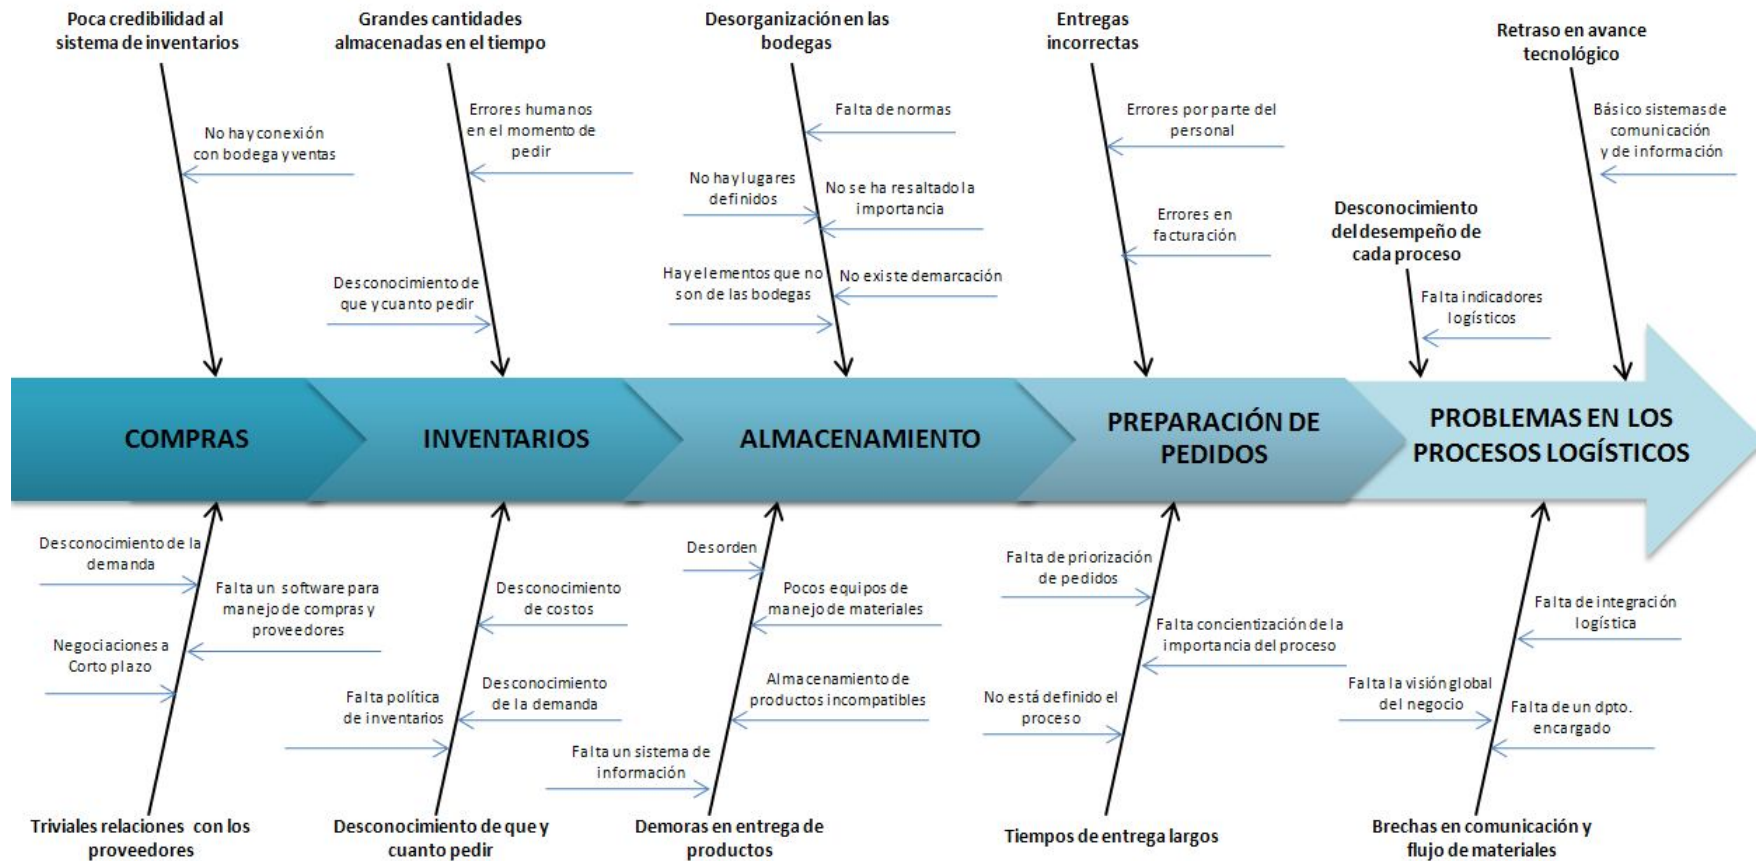 Poca credibilidad al
sistema de inventarios
Grandes cantidades
almacenadas en el tiempo
Desorganización en las
bodegas
Entregas
incorrectas
Retraso en avance
tecnológico
No hay conexión
con bodega y ventas
Errores humanos
en el momento de
pedir
Desconocimiento de
que y cuanto pedir
Falta de normas
No hay lugares
definidos
No se ha resaltado la
importancia
Hay elementos que no
son de las bodegas
No existe demarcación
Errores por parte del
personal
Errores en
facturación
Desconocimiento
del desempeño de
cada proceso
Falta indicadores
logísticos
Básico sistemas de
comunicación
y de información
COMPRAS
INVENTARIOS
ALMACENAMIENTO
PREPARACIÓN DE
PEDIDOS
PROBLEMAS EN LOS
PROCESOS LOGÍSTICOS
Desconocimiento de la
demanda
Falta un software para
manejo de compras y
proveedores
Negociaciones a
Corto plazo
Desconocimiento
de costos
Falta política
de inventarios
Desconocimiento
de la demanda
Desorden
Pocos equipos de
manejo de materiales
Almacenamiento de
productos incompatibles
Falta un sistema de
información
Falta de priorización
de pedidos
Falta concientización de la
importancia del proceso
No está definido el
proceso
Falta de integración
logística
Falta la visión global
del negocio
Falta de un dpto.
encargado
Triviales relaciones con los
proveedores
Desconocimiento de que y
cuanto pedir
Demoras en entrega de
productos
Tiempos de entrega largos
Brechas en comunicación y
flujo de materiales